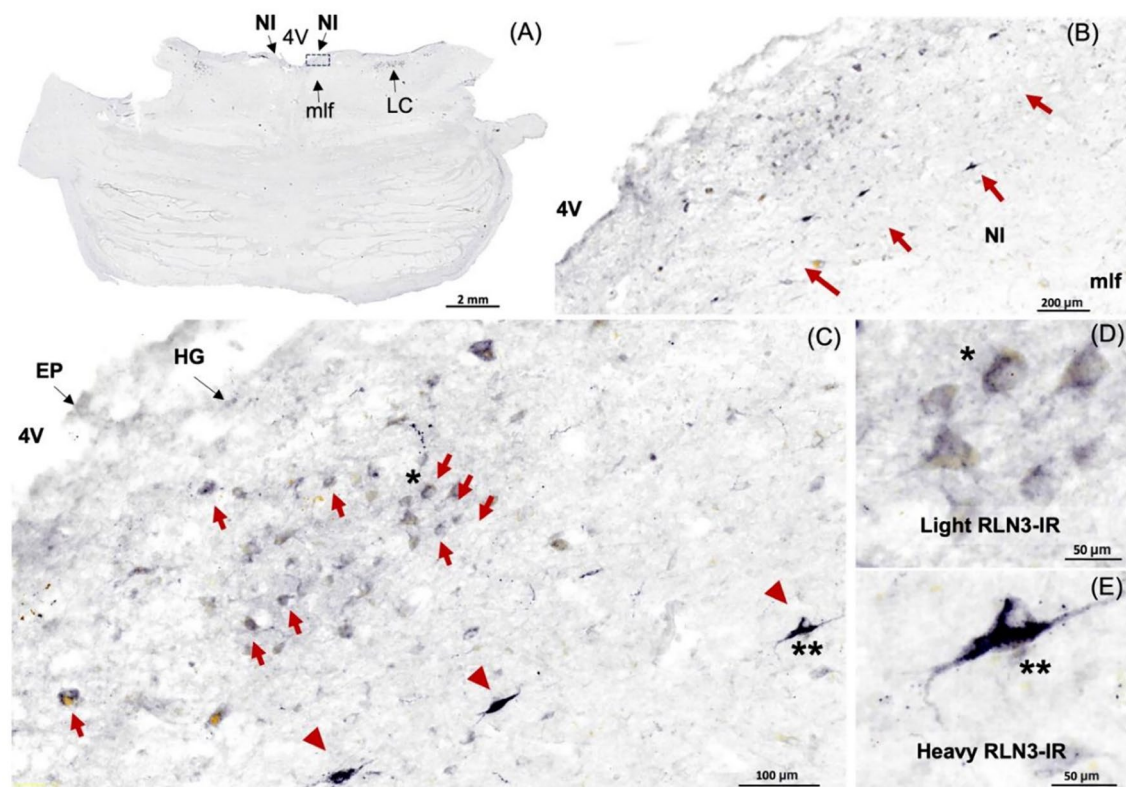 NI
4V
NI
(A)
mlf
LC
2 mm
(B)
4V
NI
mlf
200 µm
(C)
EP
HG
4V
*
**
100 µm
(D)
*
Light RLN3-IR
50 µm
(E)
**
Heavy RLN3-IR
50 µm